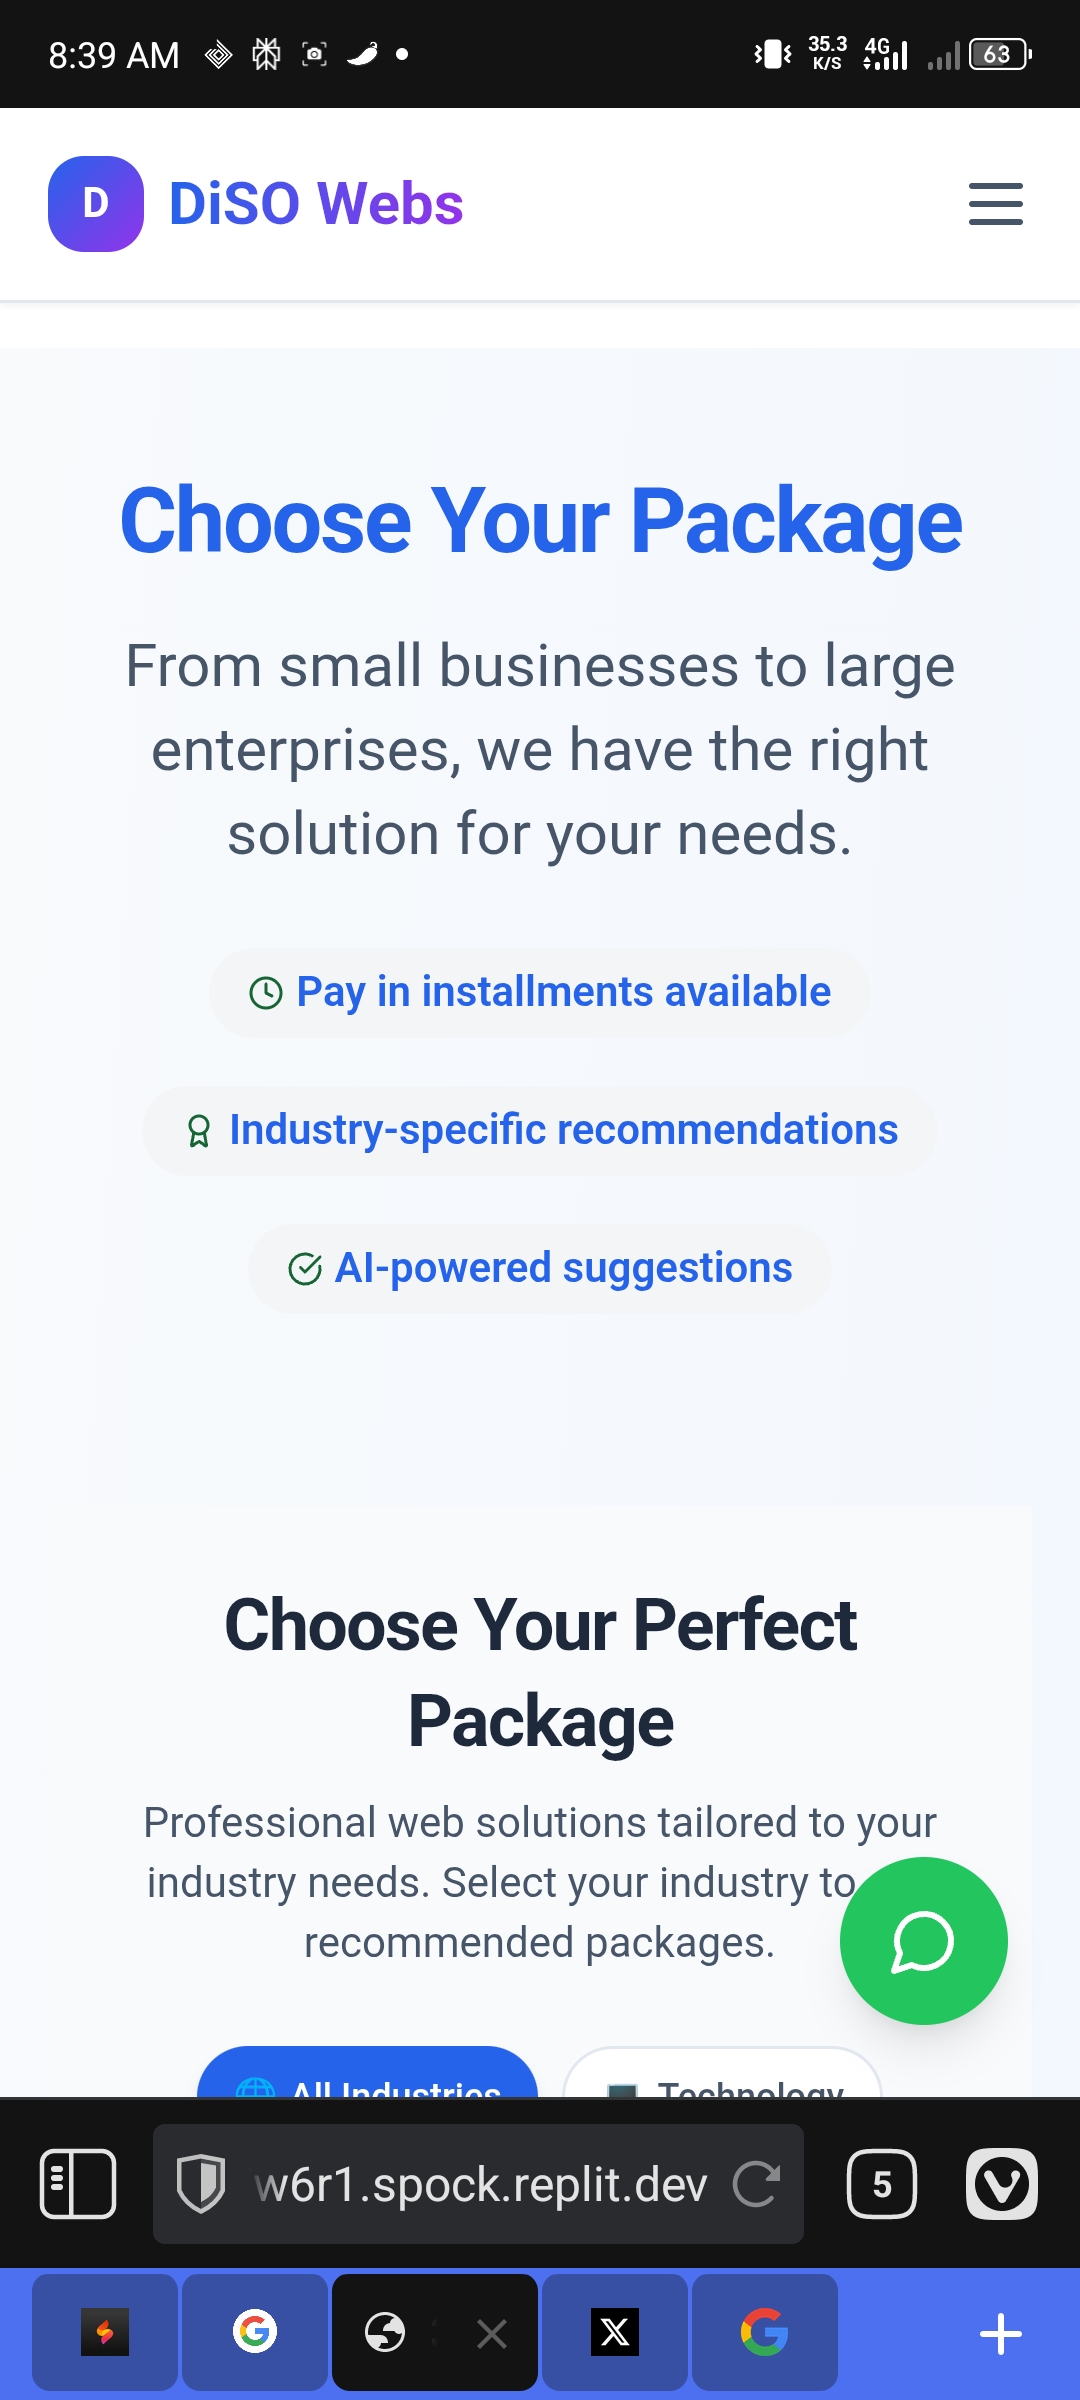 8:39 AM
35.3
K/S
4G
63
D
DiSO Webs
Choose Your Package
From small businesses to large
enterprises, we have the right
solution for your needs.
Pay in installments available
Industry-specific recommendations
AI-powered suggestions
Choose Your Perfect
Package
Professional web solutions tailored to your
industry needs. Select your industry to
recommended packages.
All Industries
Technology
w6r1.spock.replit.dev
5